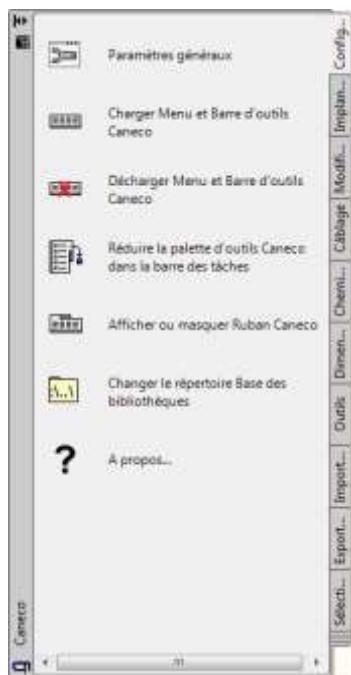 Paramètres généraux
Charger Menu et Barre d'outils
Caneco
Décharger Menu et Barre d'outils
Caneco
Réduire la palette d'outils Caneco
dans la barre des tâches
Afficher ou masquer Ruban Caneco
Changer le répertoire Base des
bibliothèques
?
A propos...
Config...
Implan...
Modifi...
Câblage
Chemi...
Dimen...
Outils
Import...
Export...
Sélecti...
Caneco